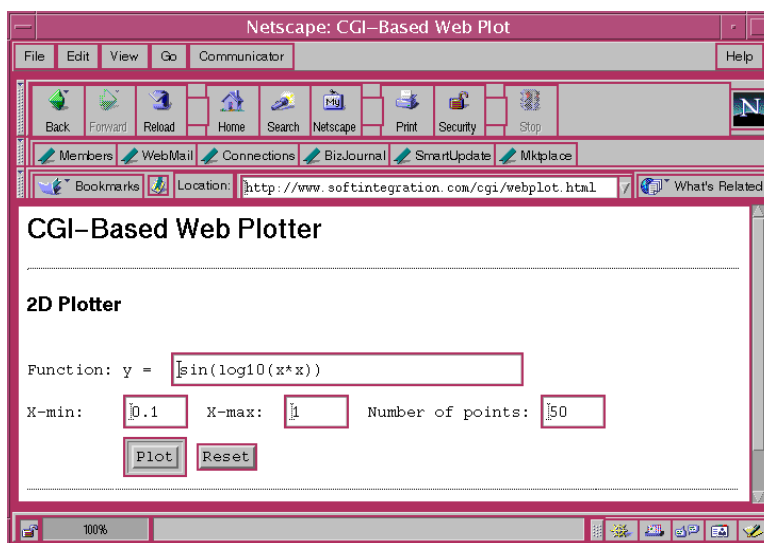 Netscape: CGI-Based Web Plot
File Edit View Go Communicator Help
Back Forward Reload Home Search Netscape Print Security Stop
My
N
Members WebMail Connections BizJournal SmartUpdate Mktplace
Bookmarks Location: http://www.softintegration.com/cgi/webplot.html What's Related
CGI-Based Web Plotter
2D Plotter
Function: y = sin(log10(x*x))
X-min: 0.1 X-max: 1 Number of points: 50
Plot Reset
100%